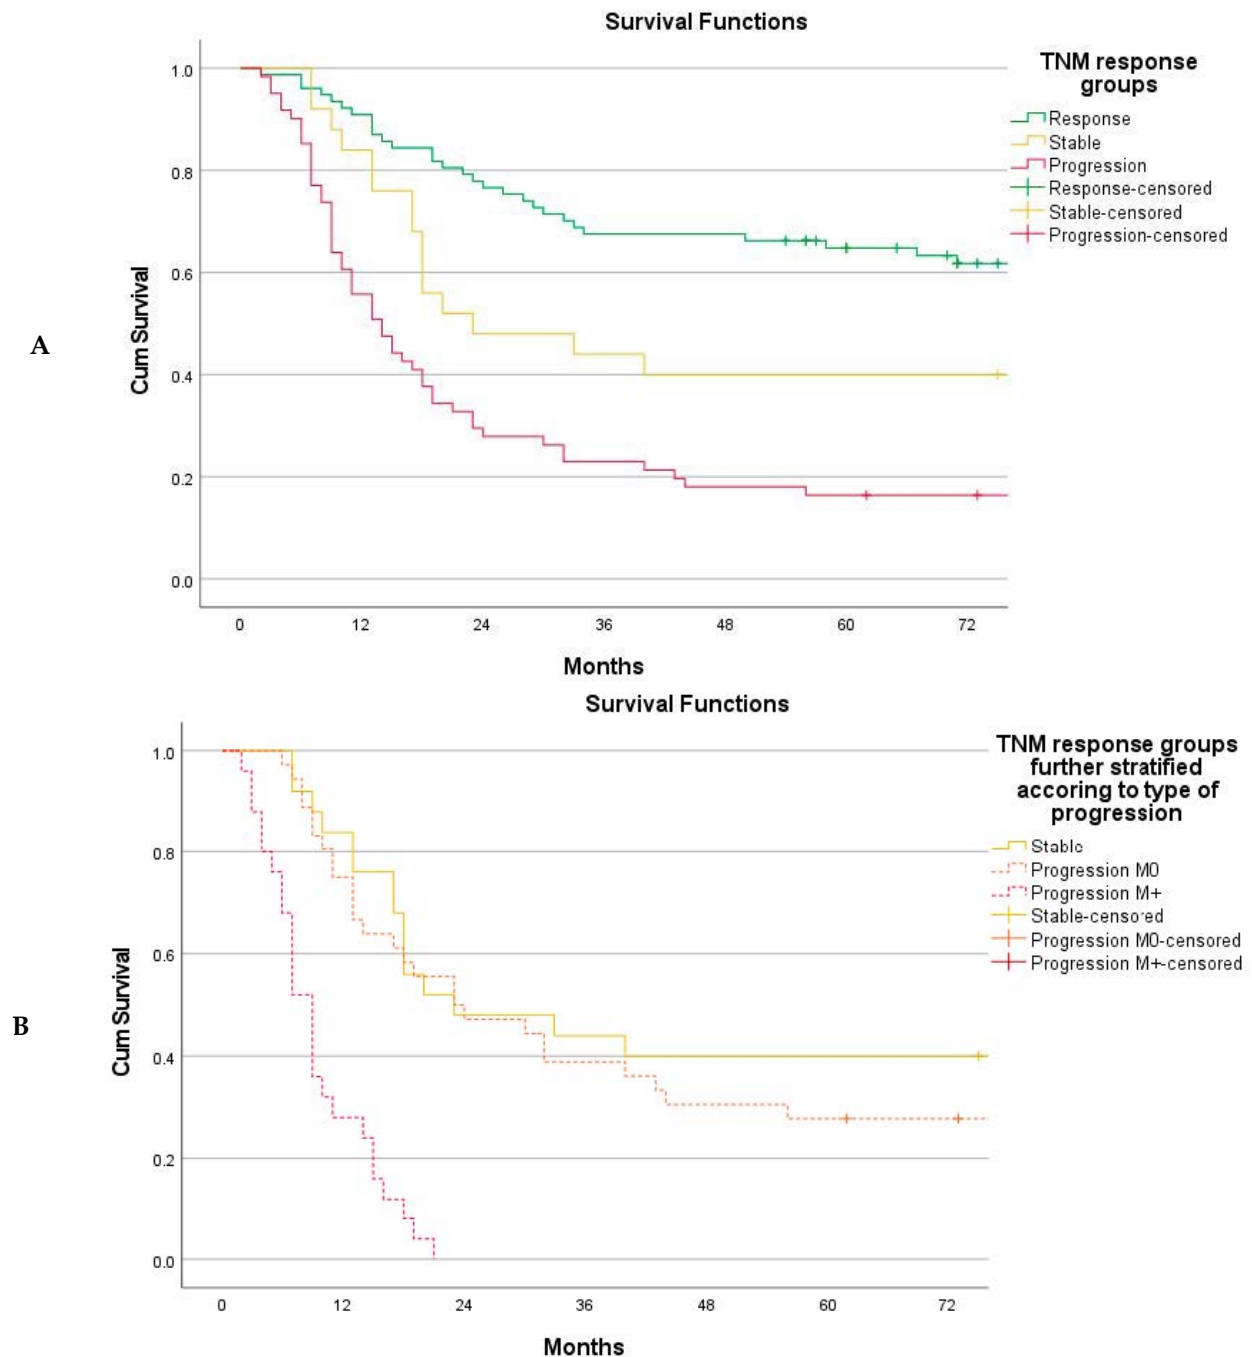 Survival Functions
TNM response
groups
Response
Stable
Progression
Response-censored
Stable-censored
Progression-censored
1.0
0.8
0.6
0.4
0.2
0.0
Cum Survival
A
0 12 24 36 48 60 72
Months
Survival Functions
TNM response groups
further stratified
accoring to type of
progression
Stable
Progression M0
Progression M+
Stable-censored
Progression M0-censored
Progression M+-censored
1.0
0.8
0.6
0.4
0.2
0.0
Cum Survival
B
0 12 24 36 48 60 72
Months